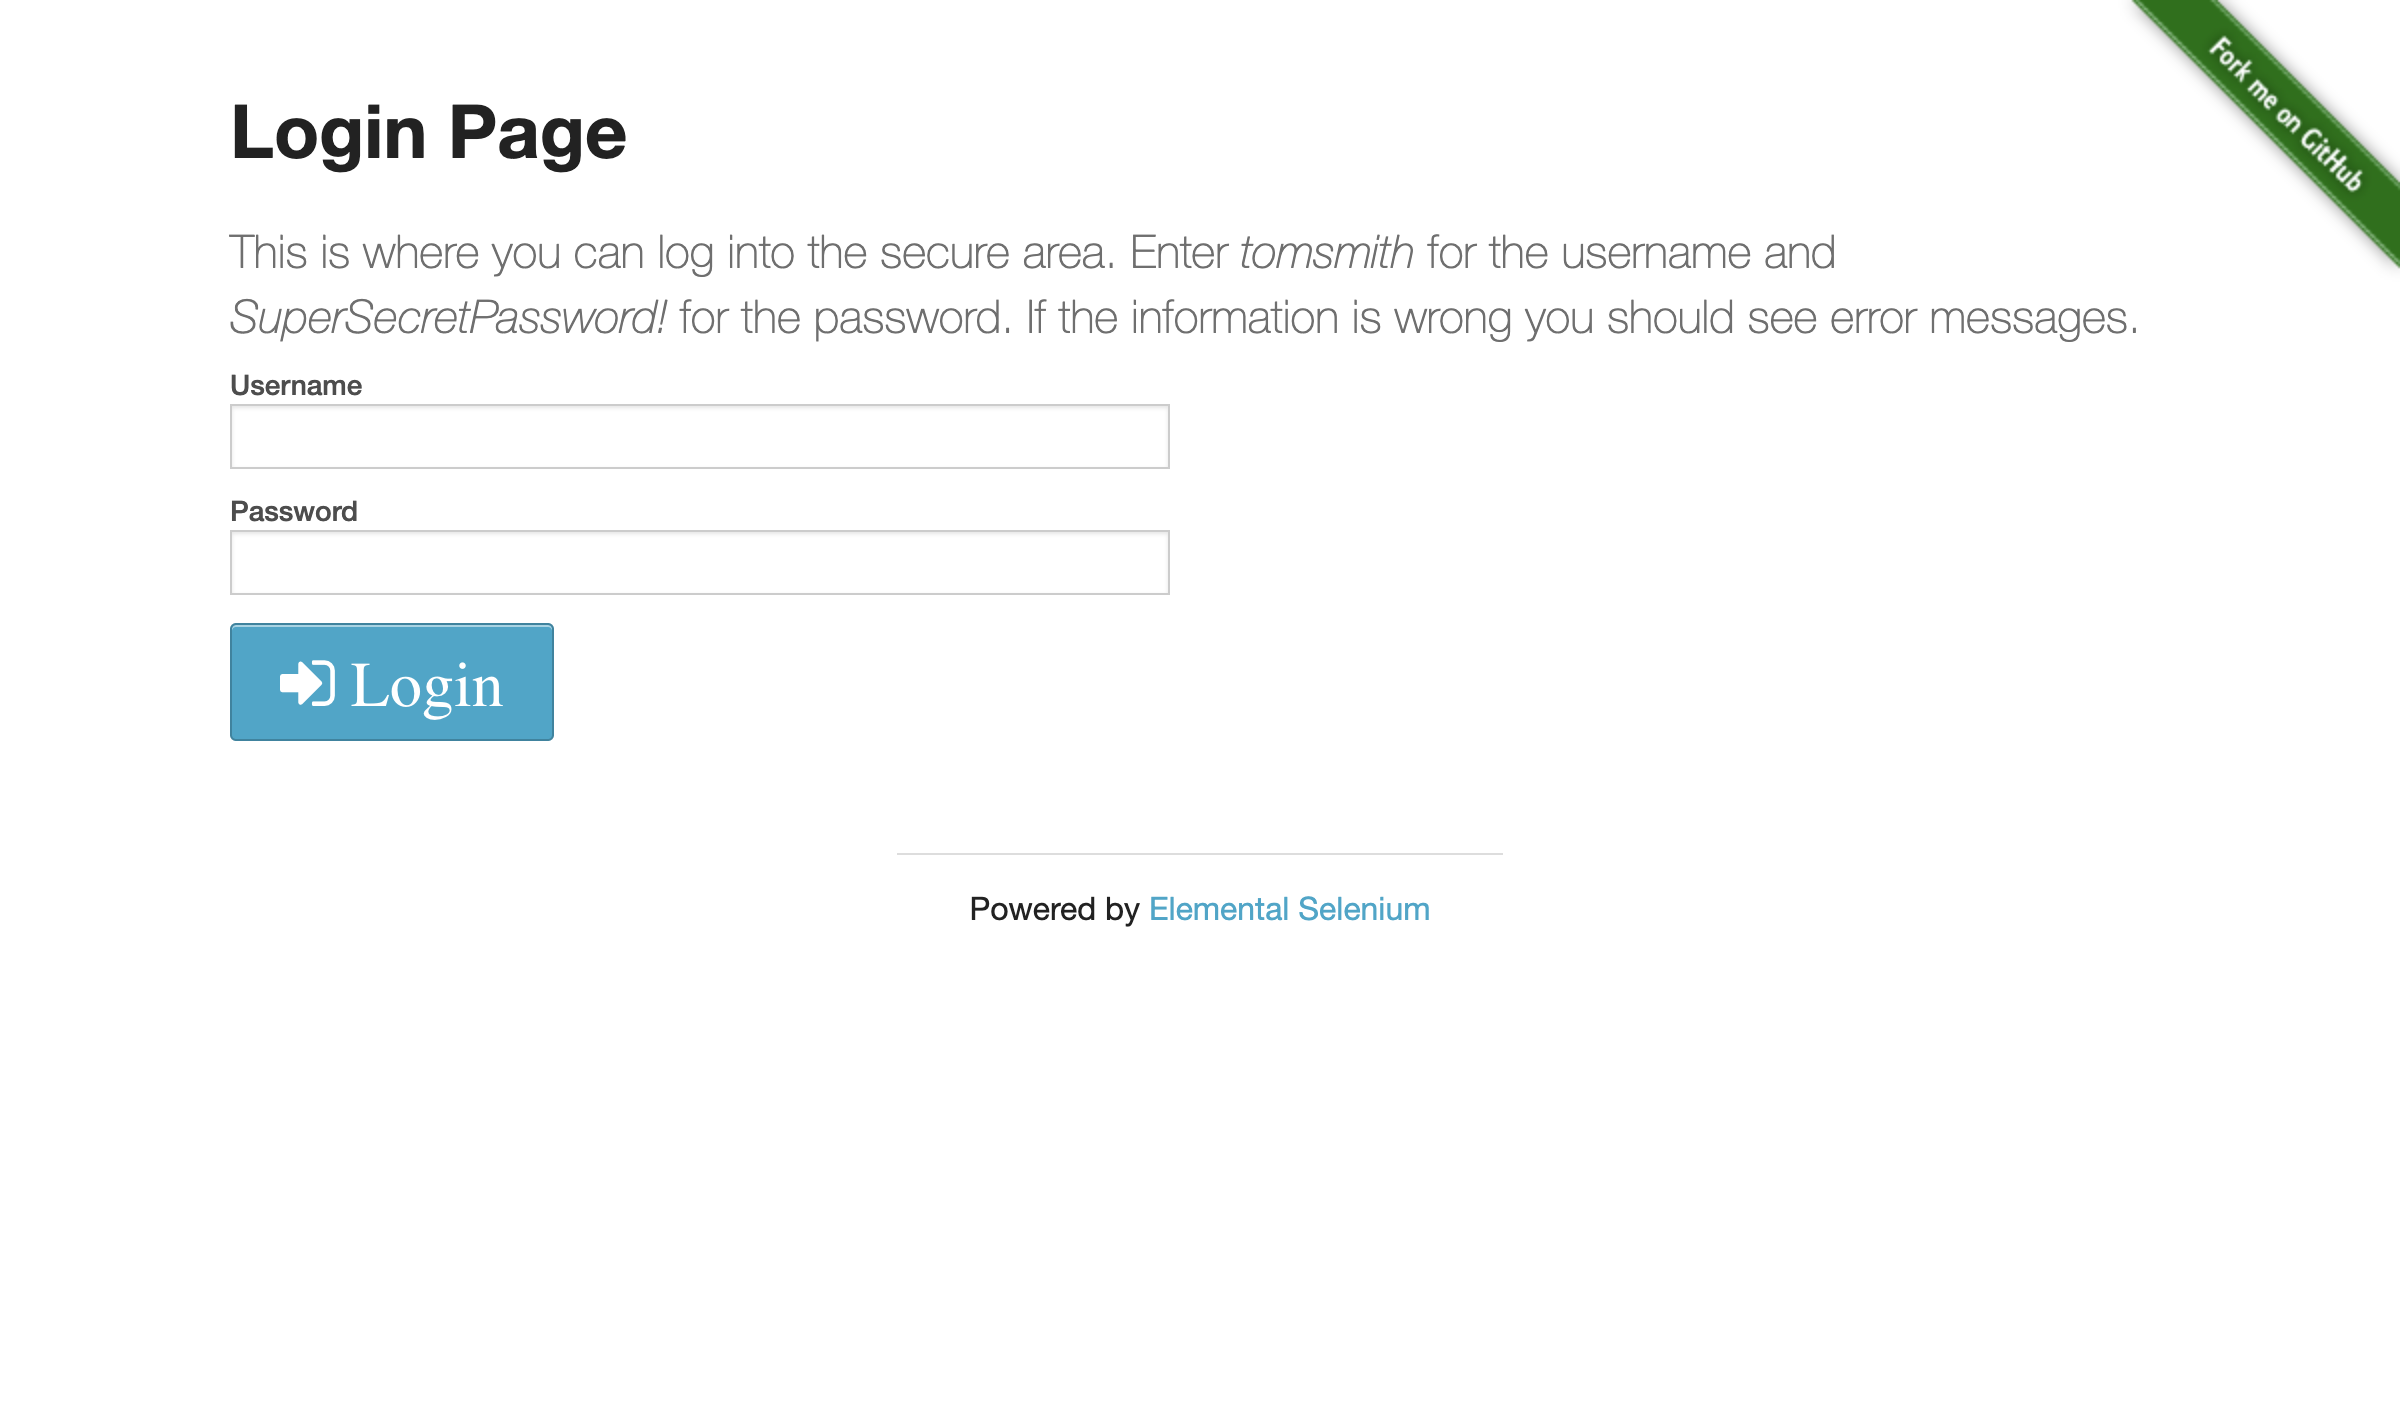 Fork me on GitHub
Login Page
This is where you can log into the secure area. Enter tomsmith for the username and
SuperSecretPassword! for the password. If the information is wrong you should see error messages.
Username
Password
Login
Powered by Elemental Selenium